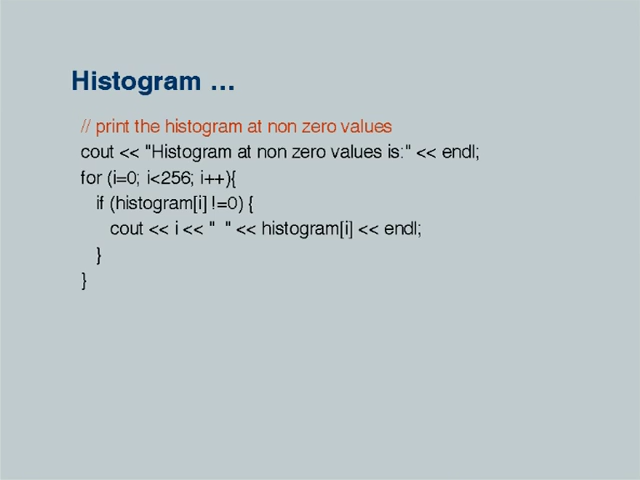 Histogram …
// print the histogram at non zero values
cout << "Histogram at non zero values is:" << endl;
for (i=0; i<256; i++){
if (histogram[i] !=0) {
cout << i << "  " << histogram[i] << endl;
}
}